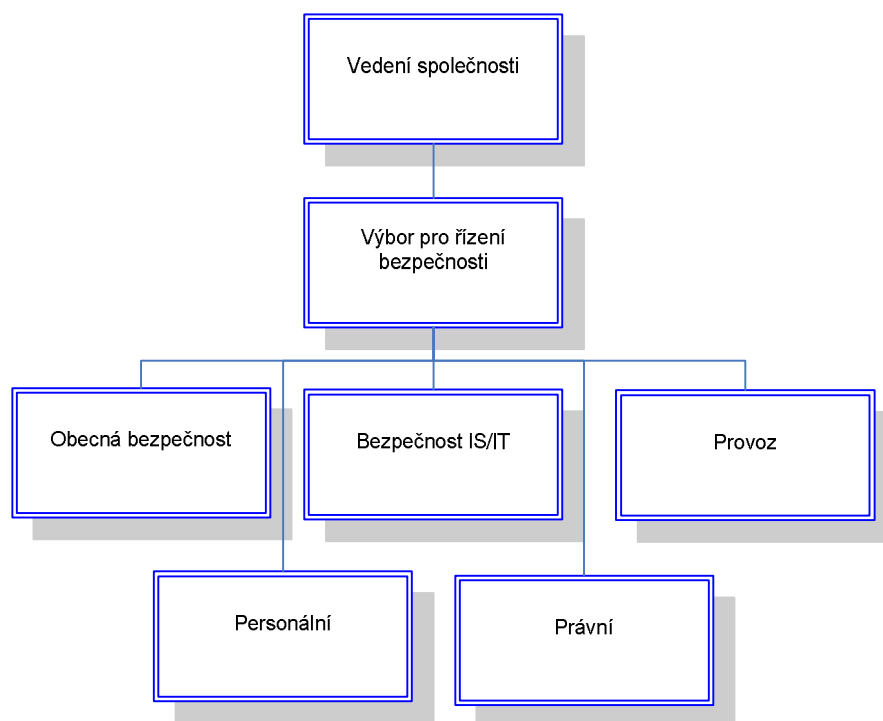 Vedení společnosti
Výbor pro řízení
bezpečnosti
Obecná bezpečnost
Bezpečnost IS/IT
Provoz
Personální
Právní